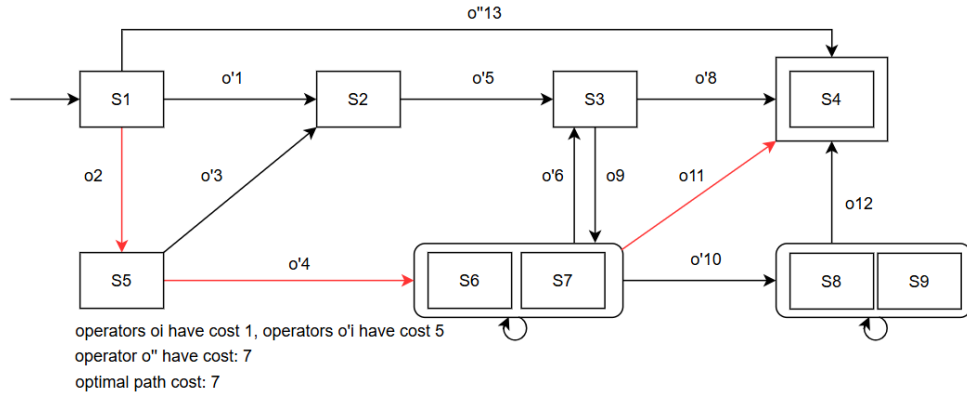 o"13
o'1
o'5
o'8
S1
S2
S3
S4
o2
o'3
o'6
o9
o11
o12
o'4
o'10
S5
S6
S7
S8
S9
operators oi have cost 1, operators o'i have cost 5
operator o" have cost: 7
optimal path cost: 7